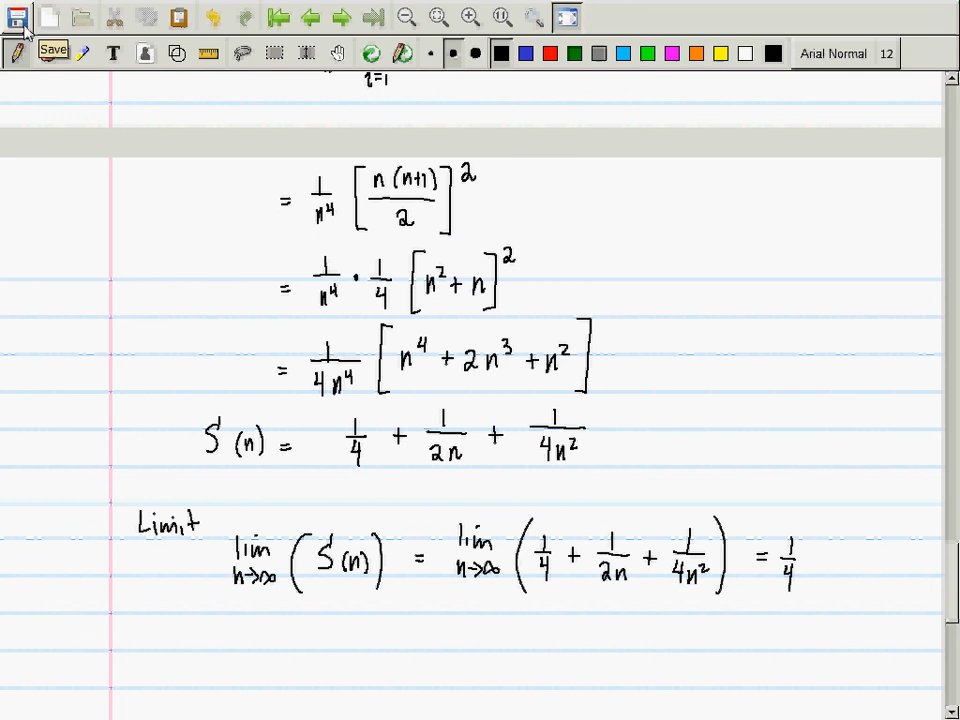 Save
T
Arial Normal 12
i=1
= 1/n⁴ [n(n+1)/2]²
= 1/n⁴ · 1/4 [n² + n]²
= 1/4n⁴ [n⁴ + 2n³ + n²]
S(n) = 1/4 + 1/2n + 1/4n²
Limit
lim n→∞ (S(n)) = lim n→∞ (1/4 + 1/2n + 1/4n²) = 1/4